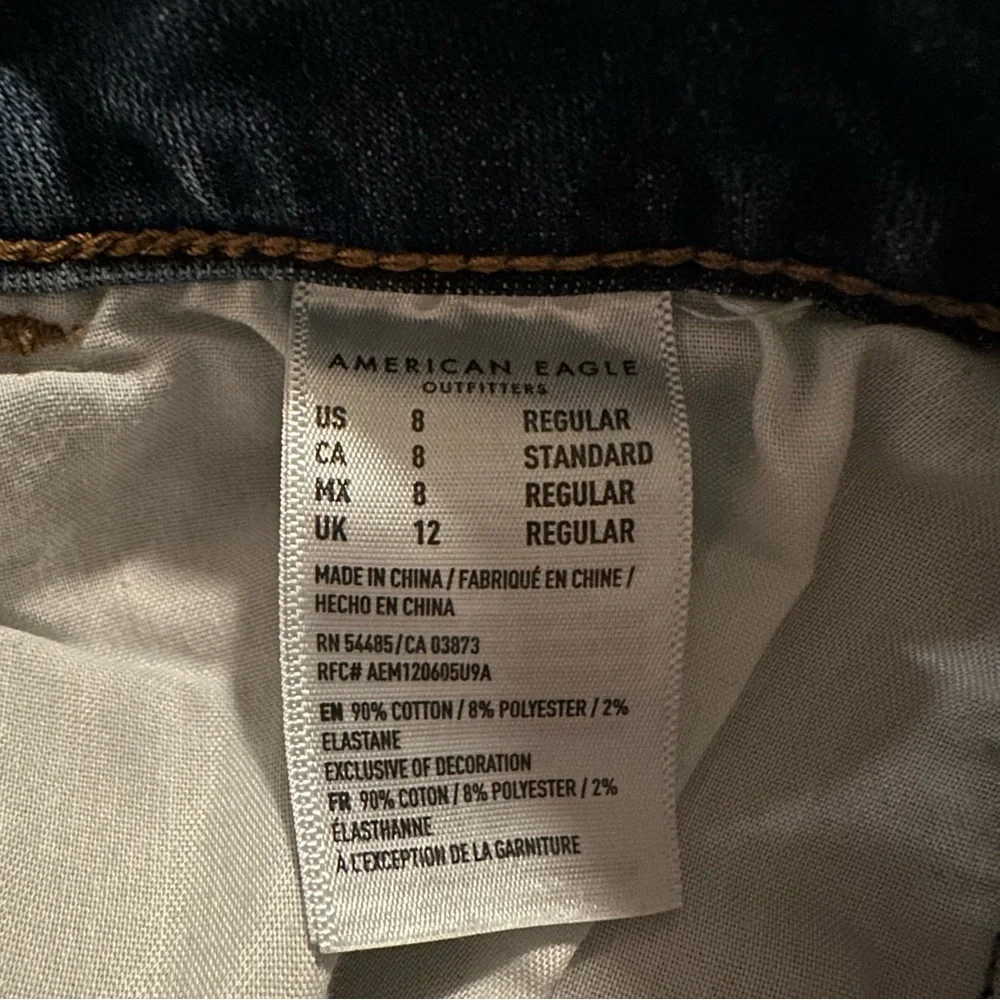 AMERICAN EAGLE
OUTFITTERS
US 8 REGULAR
CA 8 STANDARD
MX 8 REGULAR
UK 12 REGULAR
MADE IN CHINA / FABRIQUÉ EN CHINE /
HECHO EN CHINA
RN 54485/CA 03873
RFC# AEM120605U9A
EN 90% COTTON / 8% POLYESTER / 2%
ELASTANE
EXCLUSIVE OF DECORATION
FR 90% COTON / 8% POLYESTER / 2%
ÉLASTHANNE
À L'EXCEPTION DE LA GARNITURE